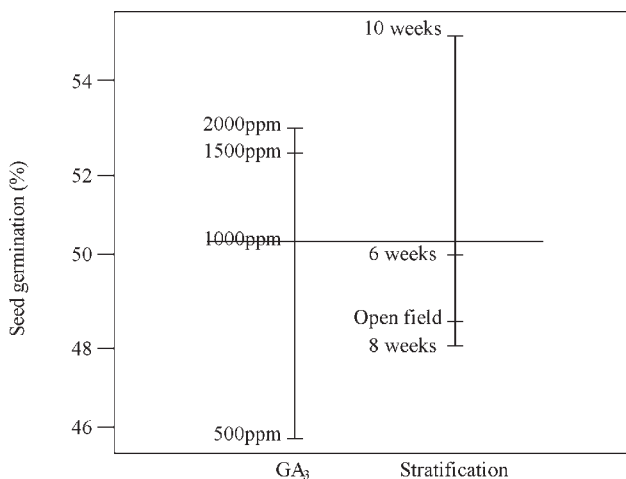 10 weeks
54
2000ppm
1500ppm
52
1000ppm
50
6 weeks
Open field
48
8 weeks
46
500ppm
Seed germination (%)
GA₃
Stratification